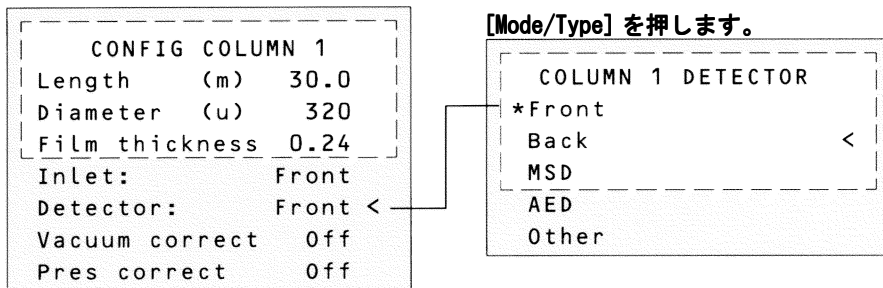 CONFIG COLUMN 1
Length (m) 30.0
Diameter (u) 320
Film thickness 0.24
Inlet: Front
Detector: Front <
Vacuum correct Off
Pres correct Off
[Mode/Type] を押します。
COLUMN 1 DETECTOR
*Front
Back <
MSD
AED
Other